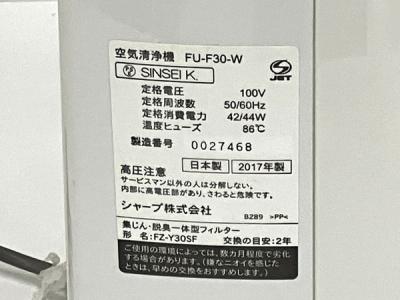 空気清浄機 FU-F30-W
SINSEI K.
JET
定格電圧 100V
定格周波数 50/60Hz
定格消費電力 42/44W
温度ヒューズ 86℃
製造番号 0027468
高圧注意 日本製 2017年製
サービスマン以外の人は分解しない。
内部に高電圧部があり、さわると危険です。
シャープ株式会社 B289 >PP<
集じん・脱臭一体型フィルター
形名:FZ-Y30SF 交換の目安:2年
ご使用の環境によっては、数カ月程度で劣化
する場合があります。(嫌なニオイを感じた
ときは、早めの交換をおすすめします)